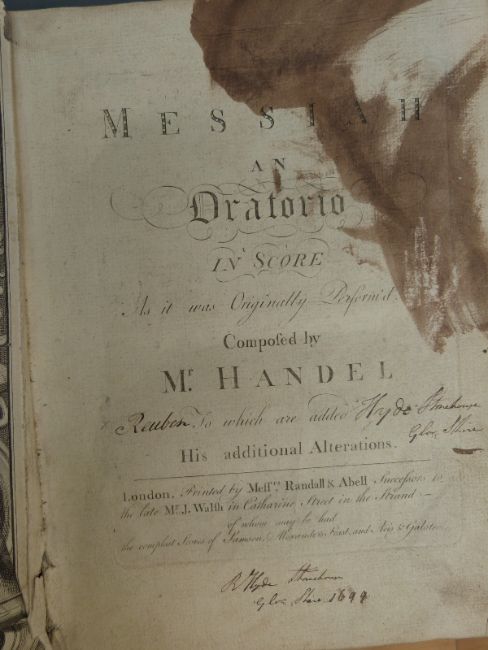 MESSIAH
AN
Oratorio
IN SCORE
As it was Originally Perform'd.
Composed by
Mr. HANDEL
Reuben To which are added Hyde Stonehouse
Glos. Shire
His additional Alterations.
London. Printed by Messrs. Randall & Abell Successors to
the late Mr. J. Walsh in Catharine Street in the Strand
of whom may be had
the compleat Scores of Samson, Alexanders Feast, and Acis & Galatea.
R Hyde Stonehouse
Glos. Shire 1899